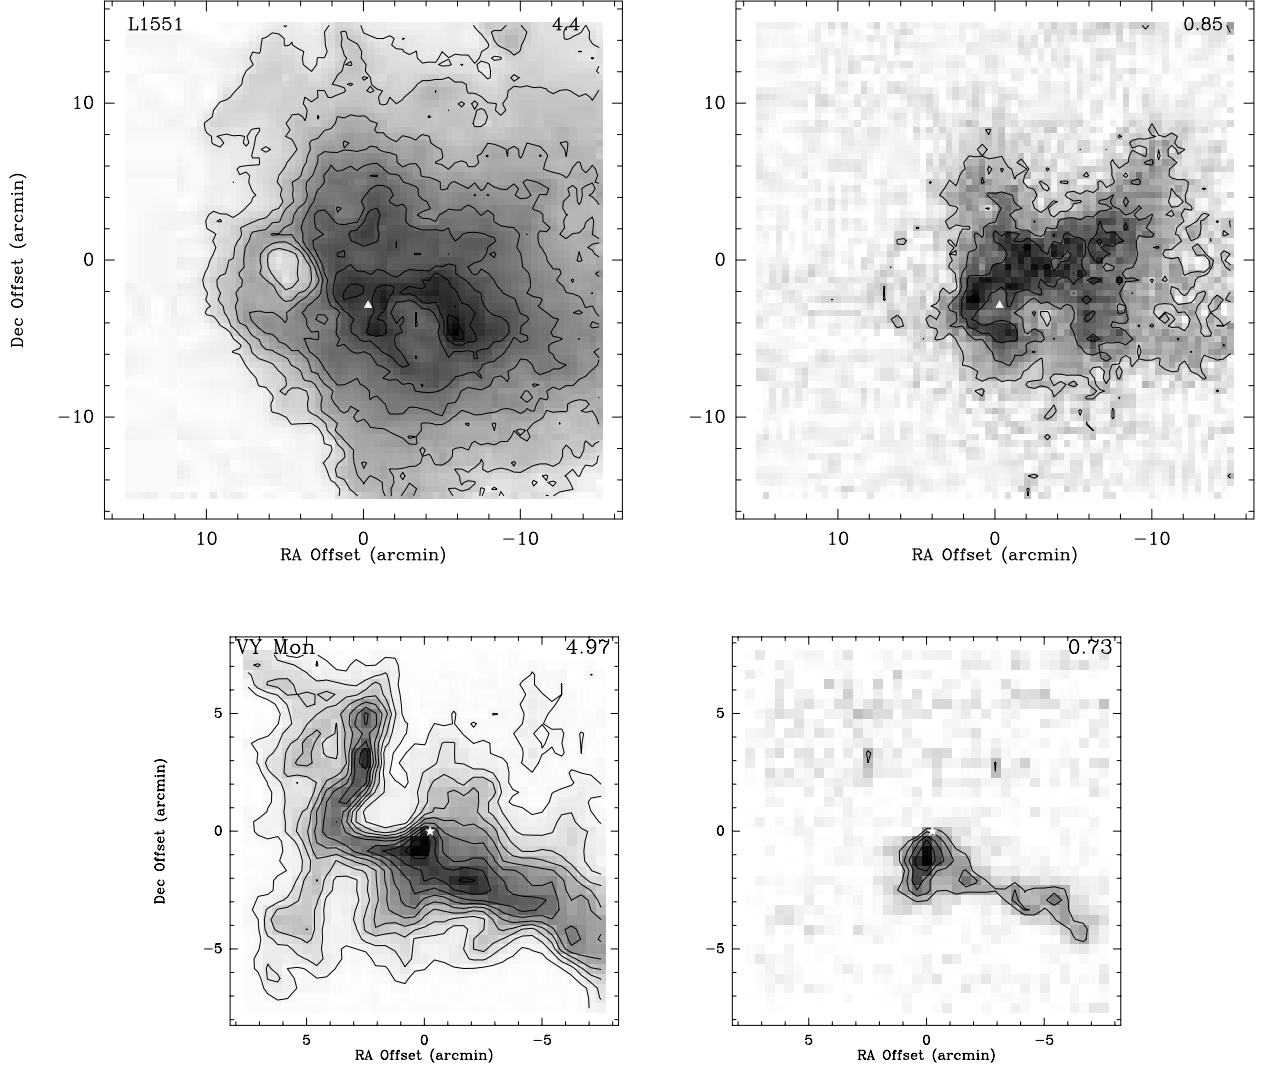 L1551 4.4
10
0
−10
Dec Offset (arcmin)
10 0 −10
RA Offset (arcmin)
0.85
10
0
−10
10 0 −10
RA Offset (arcmin)
VY Mon 4.97
5
0
−5
Dec Offset (arcmin)
5 0 −5
RA Offset (arcmin)
0.73
5
0
−5
5 0 −5
RA Offset (arcmin)